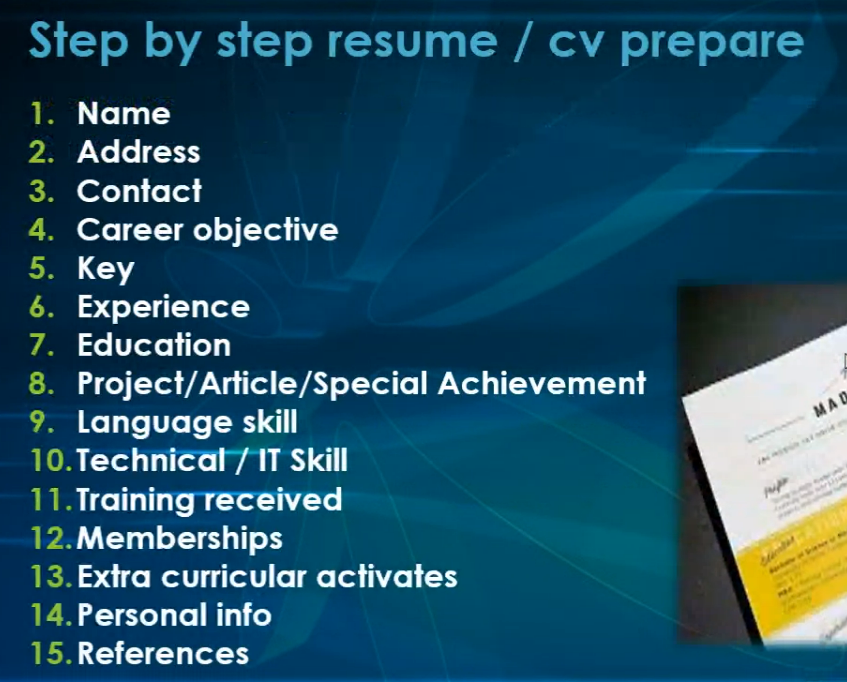 Step by step resume / cv prepare
1. Name
2. Address
3. Contact
4. Career objective
5. Key
6. Experience
7. Education
8. Project/Article/Special Achievement
9. Language skill
10. Technical / IT Skill
11. Training received
12. Memberships
13. Extra curricular activates
14. Personal info
15. References
MAD